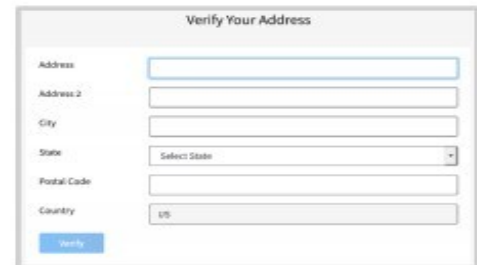 Verify Your Address
Address
Address 2
City
State Select State
Postal Code
Country US
Verify